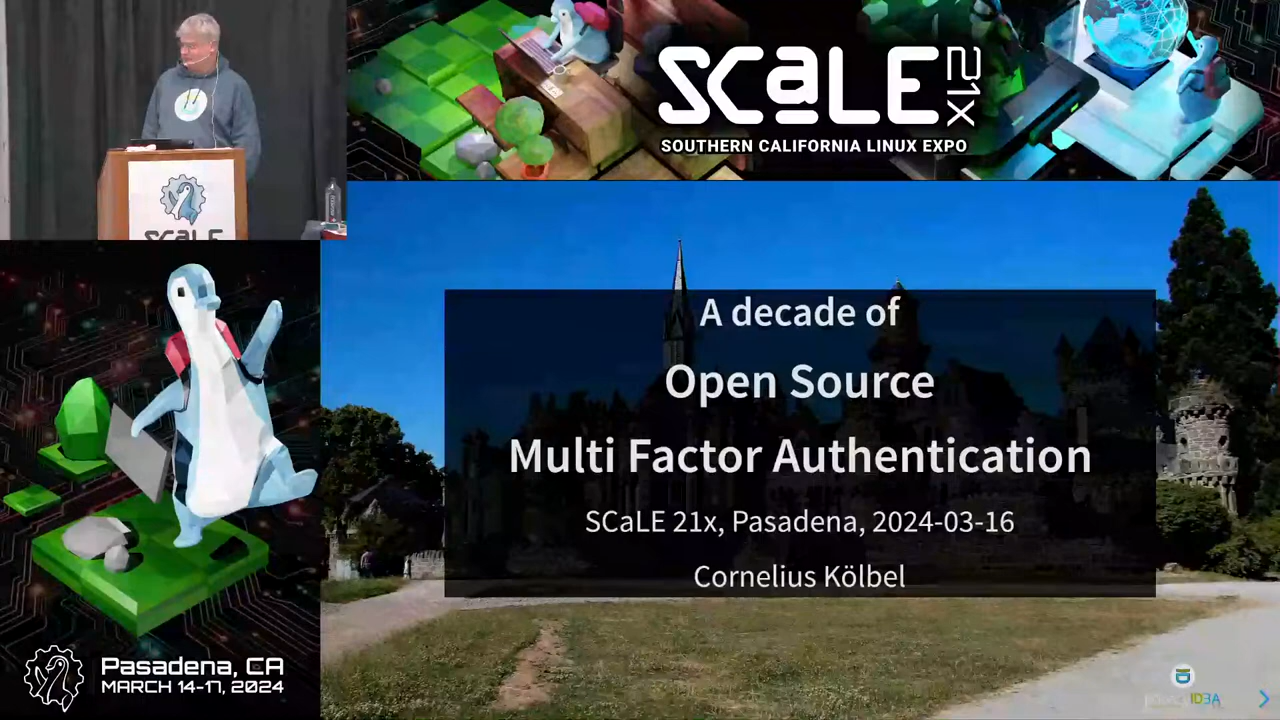 SCaLE 21x
SOUTHERN CALIFORNIA LINUX EXPO
SCaLE
A decade of
Open Source
Multi Factor Authentication
SCaLE 21x, Pasadena, 2024-03-16
Cornelius Kölbel
Pasadena, CA
MARCH 14-17, 2024